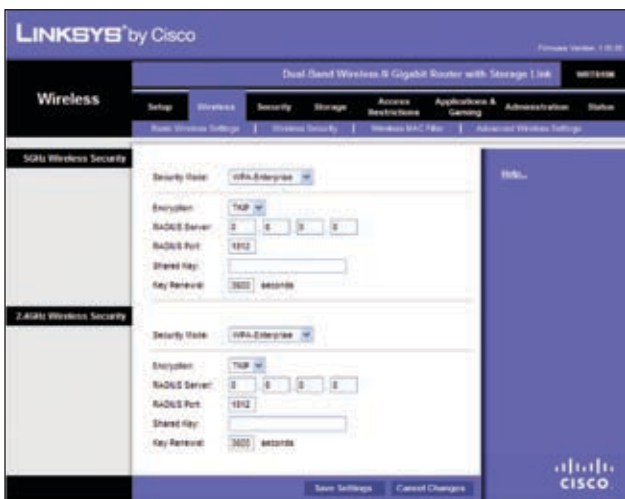 LINKSYS® by Cisco
Firmware Version: 1.00.00
Dual-Band Wireless-N Gigabit Router with Storage Link
WRT610N
Wireless
Setup
Wireless
Security
Storage
Access Restrictions
Applications & Gaming
Administration
Status
Basic Wireless Settings | Wireless Security | Wireless MAC Filter | Advanced Wireless Settings
5GHz Wireless Security
Help...
Security Mode: WPA-Enterprise
Encryption: TKIP
RADIUS Server: 0 . 0 . 0 . 0
RADIUS Port: 1812
Shared Key:
Key Renewal: 3600 seconds
2.4GHz Wireless Security
Security Mode: WPA-Enterprise
Encryption: TKIP
RADIUS Server: 0 . 0 . 0 . 0
RADIUS Port: 1812
Shared Key:
Key Renewal: 3600 seconds
Save Settings
Cancel Changes
CISCO